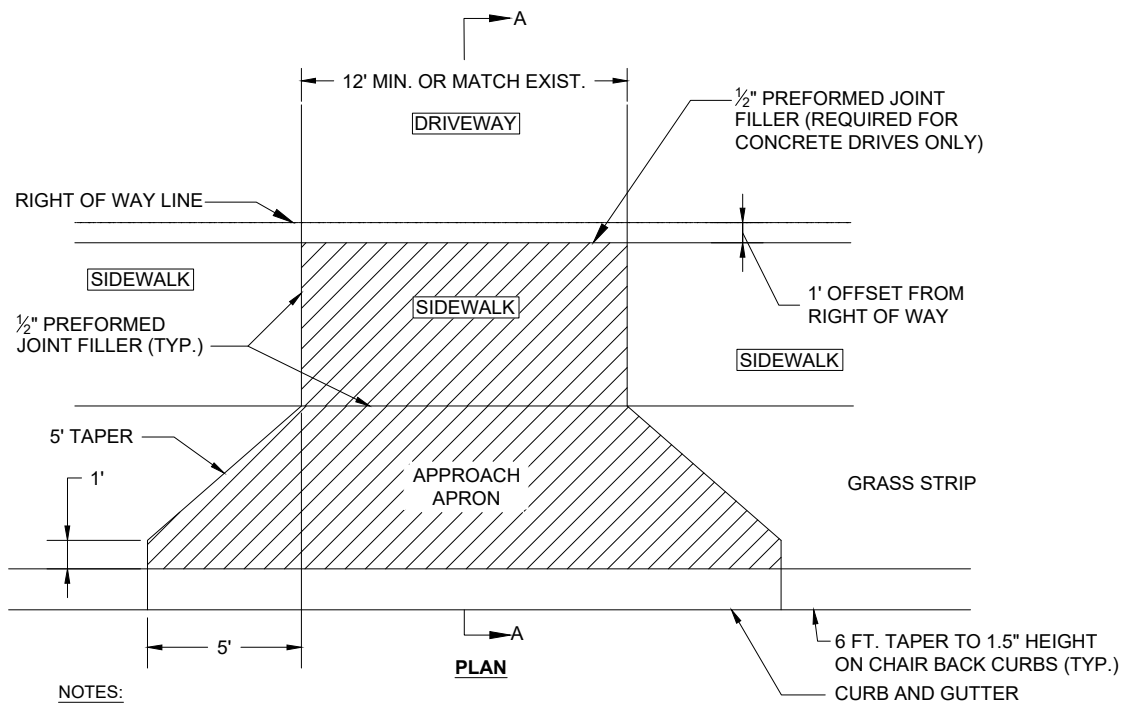 A
12' MIN. OR MATCH EXIST.
DRIVEWAY
½" PREFORMED JOINT
FILLER (REQUIRED FOR
CONCRETE DRIVES ONLY)
RIGHT OF WAY LINE
SIDEWALK
SIDEWALK
1' OFFSET FROM
RIGHT OF WAY
½" PREFORMED
JOINT FILLER (TYP.)
SIDEWALK
5' TAPER
1'
APPROACH
APRON
GRASS STRIP
A
5'
PLAN
6 FT. TAPER TO 1.5" HEIGHT
ON CHAIR BACK CURBS (TYP.)
CURB AND GUTTER
NOTES: